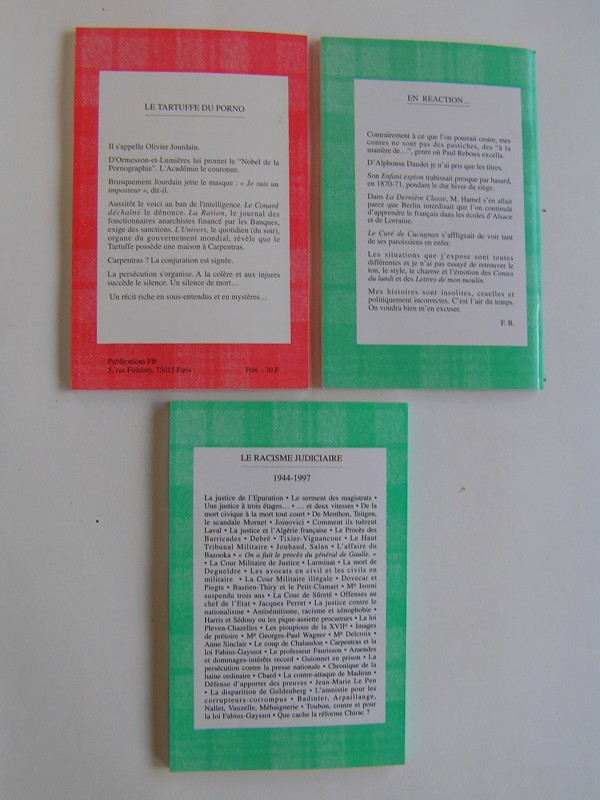 LE TARTUFFE DU PORNO
Il s'appelle Olivier Jourdain.
D'Ormesson-et-Lumières lui promet le "Nobel de la
Pornographie". L'Académie le couronne.
Brusquement Jourdain jette le masque : « Je suis un
imposteur », dit-il.
Aussitôt le voici au ban de l'intelligence. Le Conard
déchaîné le dénonce. La Ration, le journal des
fonctionnaires anarchistes financé par les Banques,
exige des sanctions. L'Univers, le quotidien (du soir),
organe du gouvernement mondial, révèle que le
Tartuffe possède une maison à Carpentras.
Carpentras ? La conjuration est signée.
La persécution s'organise. A la colère et aux injures
succède le silence. Un silence de mort...
Un récit riche en sous-entendus et en mystères...
Publications FB
5, rue Fondary, 75015 Paris Prix : 70 F
EN REACTION...
Contrairement à ce que l'on pourrait croire, mes
contes ne sont pas des pastiches, des "à la
manière de...", genre où Paul Reboux excella.
D'Alphonse Daudet je n'ai pris que les titres.
Son Enfant espion trahissait presque par hasard,
en 1870-71, pendant le dur hiver du siège.
Dans La Dernière Classe, M. Hamel s'en allait
parce que Berlin interdisait que l'on continuât
d'apprendre le français dans les écoles d'Alsace
et de Lorraine.
Le Curé de Cucugnan s'affligeait de voir tant
de ses paroissiens en enfer.
Les situations que j'expose sont toutes
différentes et je n'ai pas essayé de retrouver le
ton, le style, le charme et l'émotion des Contes
du lundi et des Lettres de mon moulin.
Mes histoires sont insolites, cruelles et
politiquement incorrectes. C'est l'air du temps.
On voudra bien m'en excuser.
F. B.
LE RACISME JUDICIAIRE
1944-1997
La justice de l'Epuration • Le serment des magistrats •
Une justice à trois étages... • ... et deux vitesses • De la
mort civique à la mort tout court • De Menthon, Teitgen,
le scandale Mornet • Joinovici • Comment ils tuèrent
Laval • La justice et l'Algérie française • Le Procès des
Barricades • Debré • Tixier-Vignancour • Le Haut
Tribunal Militaire • Jouhaud, Salan • L'affaire du
Bazooka • « On a fait le procès du général de Gaulle. »
• La Cour Militaire de Justice • Larminat • La mort de
Degueldre • Les avocats en civil et les civils en
militaire • La Cour Militaire illégale • Dovecar et
Piegts • Bastien-Thiry et le Petit-Clamart • Me Isorni
suspendu trois ans • La Cour de Sûreté • Offenses au
chef de l'Etat • Jacques Perret • La justice contre le
nationalisme • Antisémitisme, racisme et xénophobie •
Harris et Sédouy ou les pique-assiette procureurs • La loi
Pleven-Chazelles • Les pioupious de la XVIIe • Images
de prétoire • Me Georges-Paul Wagner • Me Delcroix •
Anne Sinclair • Le coup de Chalandon • Carpentras et la
loi Fabius-Gayssot • Le professeur Faurisson • Amendes
et dommages-intérêts record • Guionnet en prison • La
persécution contre la presse nationale • Chronique de la
haine ordinaire • Chard • La contre-attaque de Madiran •
Défense d'apporter des preuves • Jean-Marie Le Pen
• La disparition de Goldenberg • L'amnistie pour les
corrupteurs-corrompus • Badinter, Arpaillange,
Nallet, Vauzelle, Méhaignerie • Toubon, contre et pour
la loi Fabius-Gayssot • Que cache la réforme Chirac ?